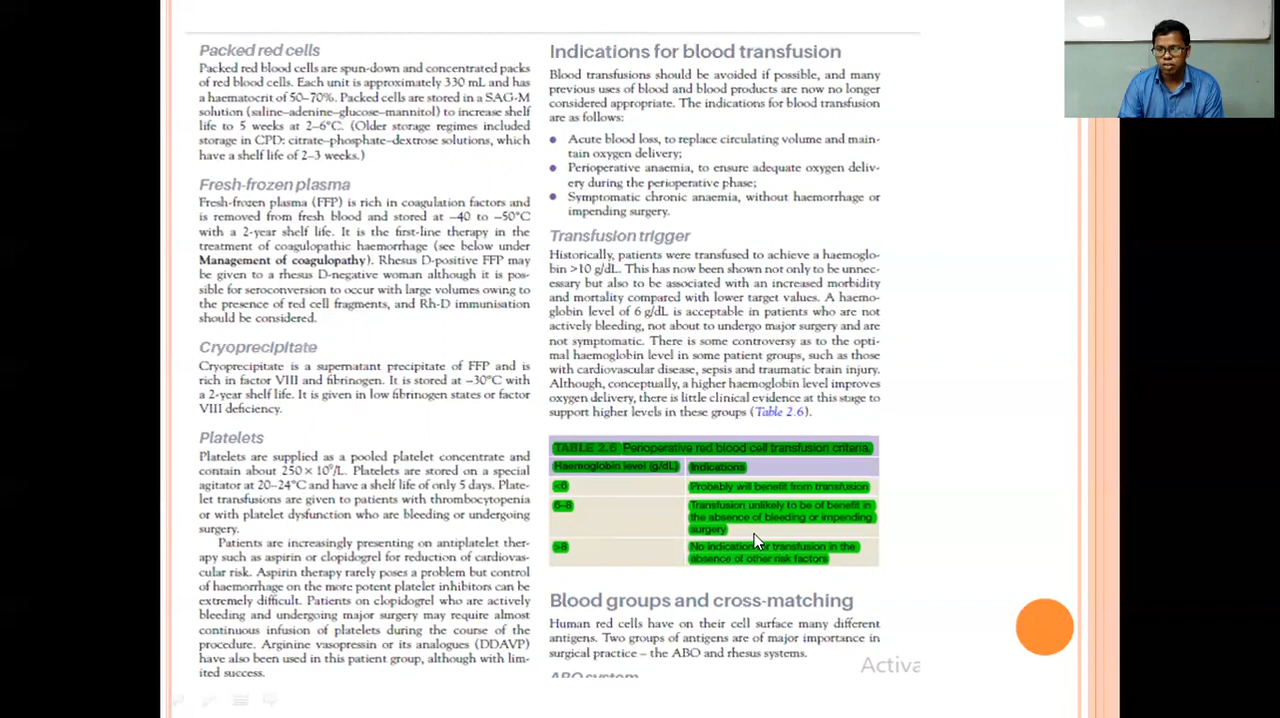 Packed red cells
Packed red blood cells are spun-down and concentrated packs
of red blood cells. Each unit is approximately 330 mL and has
a haematocrit of 50–70%. Packed cells are stored in a SAG-M
solution (saline–adenine–glucose–mannitol) to increase shelf
life to 5 weeks at 2–6°C. (Older storage regimes included
storage in CPD: citrate–phosphate–dextrose solutions, which
have a shelf life of 2–3 weeks.)
Fresh-frozen plasma
Fresh-frozen plasma (FFP) is rich in coagulation factors and
is removed from fresh blood and stored at −40 to −50°C
with a 2-year shelf life. It is the first-line therapy in the
treatment of coagulopathic haemorrhage (see below under
Management of coagulopathy). Rhesus D-positive FFP may
be given to a rhesus D-negative woman although it is pos-
sible for seroconversion to occur with large volumes owing to
the presence of red cell fragments, and Rh-D immunisation
should be considered.
Cryoprecipitate
Cryoprecipitate is a supernatant precipitate of FFP and is
rich in factor VIII and fibrinogen. It is stored at −30°C with
a 2-year shelf life. It is given in low fibrinogen states or factor
VIII deficiency.
Platelets
Platelets are supplied as a pooled platelet concentrate and
contain about 250 × 10⁹/L. Platelets are stored on a special
agitator at 20–24°C and have a shelf life of only 5 days. Plate-
let transfusions are given to patients with thrombocytopenia
or with platelet dysfunction who are bleeding or undergoing
surgery.
Patients are increasingly presenting on antiplatelet ther-
apy such as aspirin or clopidogrel for reduction of cardiovas-
cular risk. Aspirin therapy rarely poses a problem but control
of haemorrhage on the more potent platelet inhibitors can be
extremely difficult. Patients on clopidogrel who are actively
bleeding and undergoing major surgery may require almost
continuous infusion of platelets during the course of the
procedure. Arginine vasopressin or its analogues (DDAVP)
have also been used in this patient group, although with lim-
ited success.
Indications for blood transfusion
Blood transfusions should be avoided if possible, and many
previous uses of blood and blood products are now no longer
considered appropriate. The indications for blood transfusion
are as follows:
● Acute blood loss, to replace circulating volume and main-
tain oxygen delivery;
● Perioperative anaemia, to ensure adequate oxygen deliv-
ery during the perioperative phase;
● Symptomatic chronic anaemia, without haemorrhage or
impending surgery.
Transfusion trigger
Historically, patients were transfused to achieve a haemoglo-
bin >10 g/dL. This has now been shown not only to be unnec-
essary but also to be associated with an increased morbidity
and mortality compared with lower target values. A haemo-
globin level of 6 g/dL is acceptable in patients who are not
actively bleeding, not about to undergo major surgery and are
not symptomatic. There is some controversy as to the opti-
mal haemoglobin level in some patient groups, such as those
with cardiovascular disease, sepsis and traumatic brain injury.
Although, conceptually, a higher haemoglobin level improves
oxygen delivery, there is little clinical evidence at this stage to
support higher levels in these groups (Table 2.6).
TABLE 2.6 Perioperative red blood cell transfusion criteria.
Haemoglobin level (g/dL) Indications
<6 Probably will benefit from transfusion
6–8 Transfusion unlikely to be of benefit in
the absence of bleeding or impending
surgery
>8 No indication for transfusion in the
absence of other risk factors
Blood groups and cross-matching
Human red cells have on their cell surface many different
antigens. Two groups of antigens are of major importance in
surgical practice – the ABO and rhesus systems.
ABO system
Activa